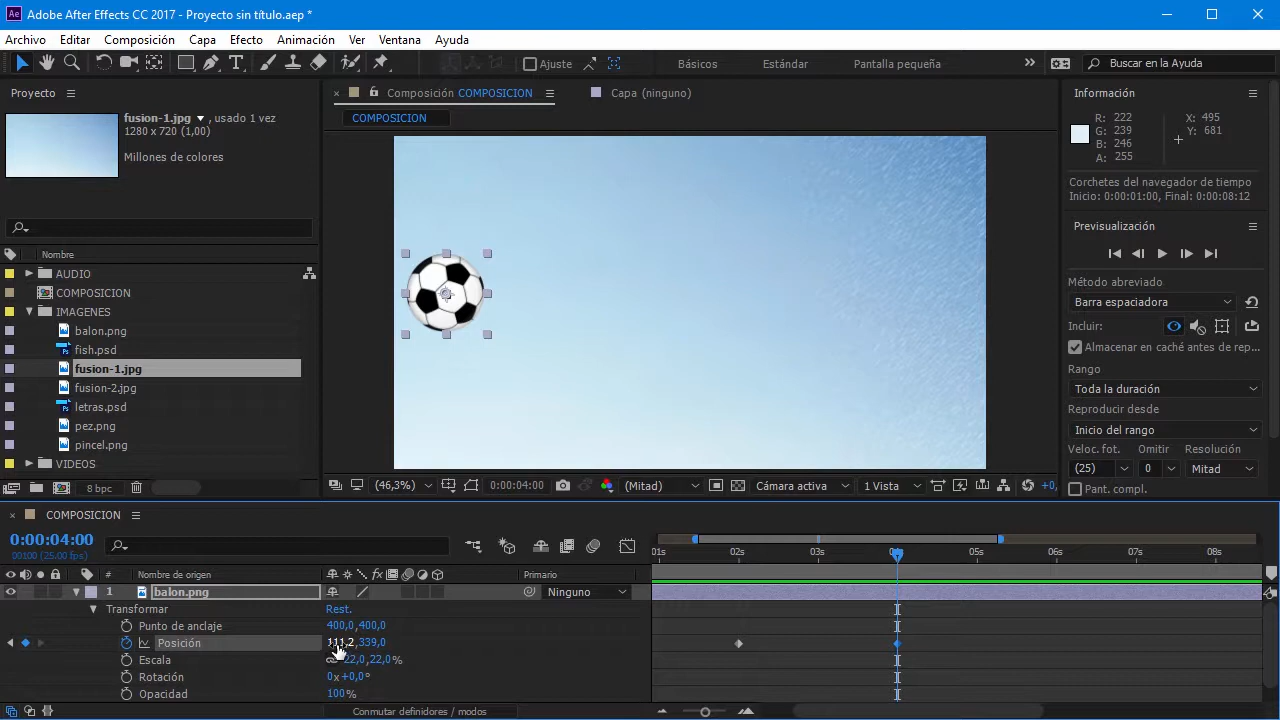 Ae Adobe After Effects CC 2017 - Proyecto sin título.aep *
Archivo Editar Composición Capa Efecto Animación Ver Ventana Ayuda
Ajuste Básicos Estándar Pantalla pequeña Buscar en la Ayuda
Proyecto
fusion-1.jpg , usado 1 vez
1280 x 720 (1,00)
Millones de colores
Nombre
AUDIO
COMPOSICION
IMAGENES
balon.png
fish.psd
fusion-1.jpg
fusion-2.jpg
letras.psd
pez.png
pincel.png
VIDEOS
8 bpc
Composición COMPOSICION
Capa (ninguno)
COMPOSICION
(46,3%) 0:00:04:00 (Mitad) Cámara activa 1 Vista +0,
Información
R: 222 X: 495
G: 239 Y: 681
B: 246
A: 255
Corchetes del navegador de tiempo
Inicio: 0:00:01:00, Final: 0:00:08:12
Previsualización
Método abreviado
Barra espaciadora
Incluir:
Almacenar en caché antes de rep...
Rango
Toda la duración
Reproducir desde
Inicio del rango
Veloc. fot. Omitir Resolución
(25) 0 Mitad
Pant. compl.
COMPOSICION
0:00:04:00
00100 (25.00 fps)
# Nombre de origen Primario
01s 02s 03s 05s 06s 07s 08s
1 balon.png Ninguno
Transformar Rest.
Punto de anclaje 400,0,400,0
Posición 111,2,339,0
Escala 22,0,22,0%
Rotación 0x+0,0°
Opacidad 100%
Conmutar definidores / modos